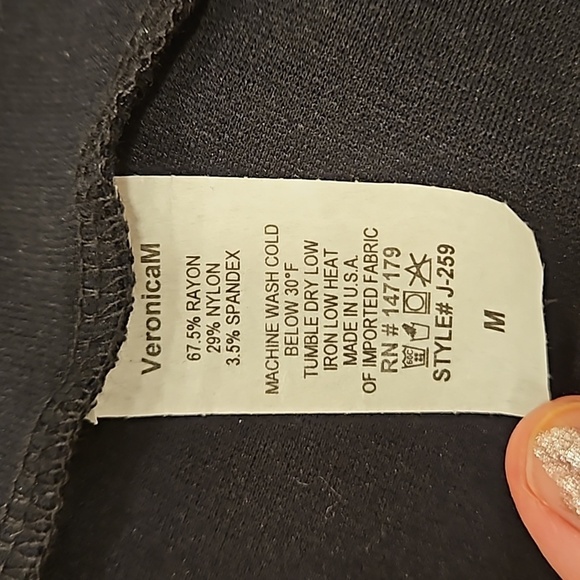 VeronicaM
67.5% RAYON
29% NYLON
3.5% SPANDEX
MACHINE WASH COLD
BELOW 30°F
TUMBLE DRY LOW
IRON LOW HEAT
MADE IN U.S.A.
OF IMPORTED FABRIC
RN # 147179
STYLE# J-259
M